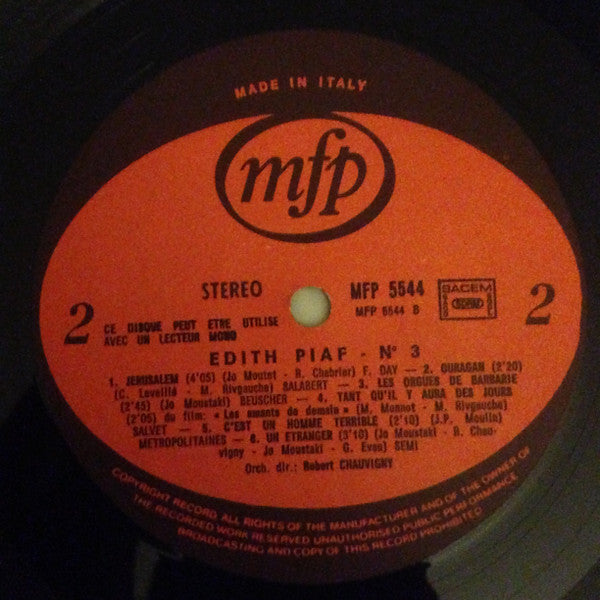 MADE IN ITALY
mfp
STEREO
MFP 5544
SACEM
MFP 5544 B
2
2
CE DISQUE PEUT ETRE UTILISE
AVEC UN LECTEUR MONO
EDITH PIAF - N° 3
1. JERUSALEM (4'05) (Jo Moutet - R. Chabrier) F. DAY — 2. OURAGAN (2'20)
(C. Leveillé - M. Rivgauche) SALABERT — 3. LES ORGUES DE BARBARIE
(2'45) (Jo Moustaki) BEUSCHER — 4. TANT QU'IL Y AURA DES JOURS
(2'05) du film: « Les amants de demain » (M. Monnot - M. Rivgauche)
SALVET — 5. C'EST UN HOMME TERRIBLE (2'10) (J.P. Moulin)
METROPOLITAINES — 6. UN ETRANGER (3'10) (Jo Moustaki - R. Chau-
vigny - Jo Moustaki - G. Evan) SEMI
Orch. dir.: Robert CHAUVIGNY
COPYRIGHT RECORD ALL RIGHTS OF THE MANUFACTURER AND OF THE OWNER OF
THE RECORDED WORK RESERVED UNAUTHORISED PUBLIC PERFORMANCE
BROADCASTING AND COPY OF THIS RECORD PROHIBITED